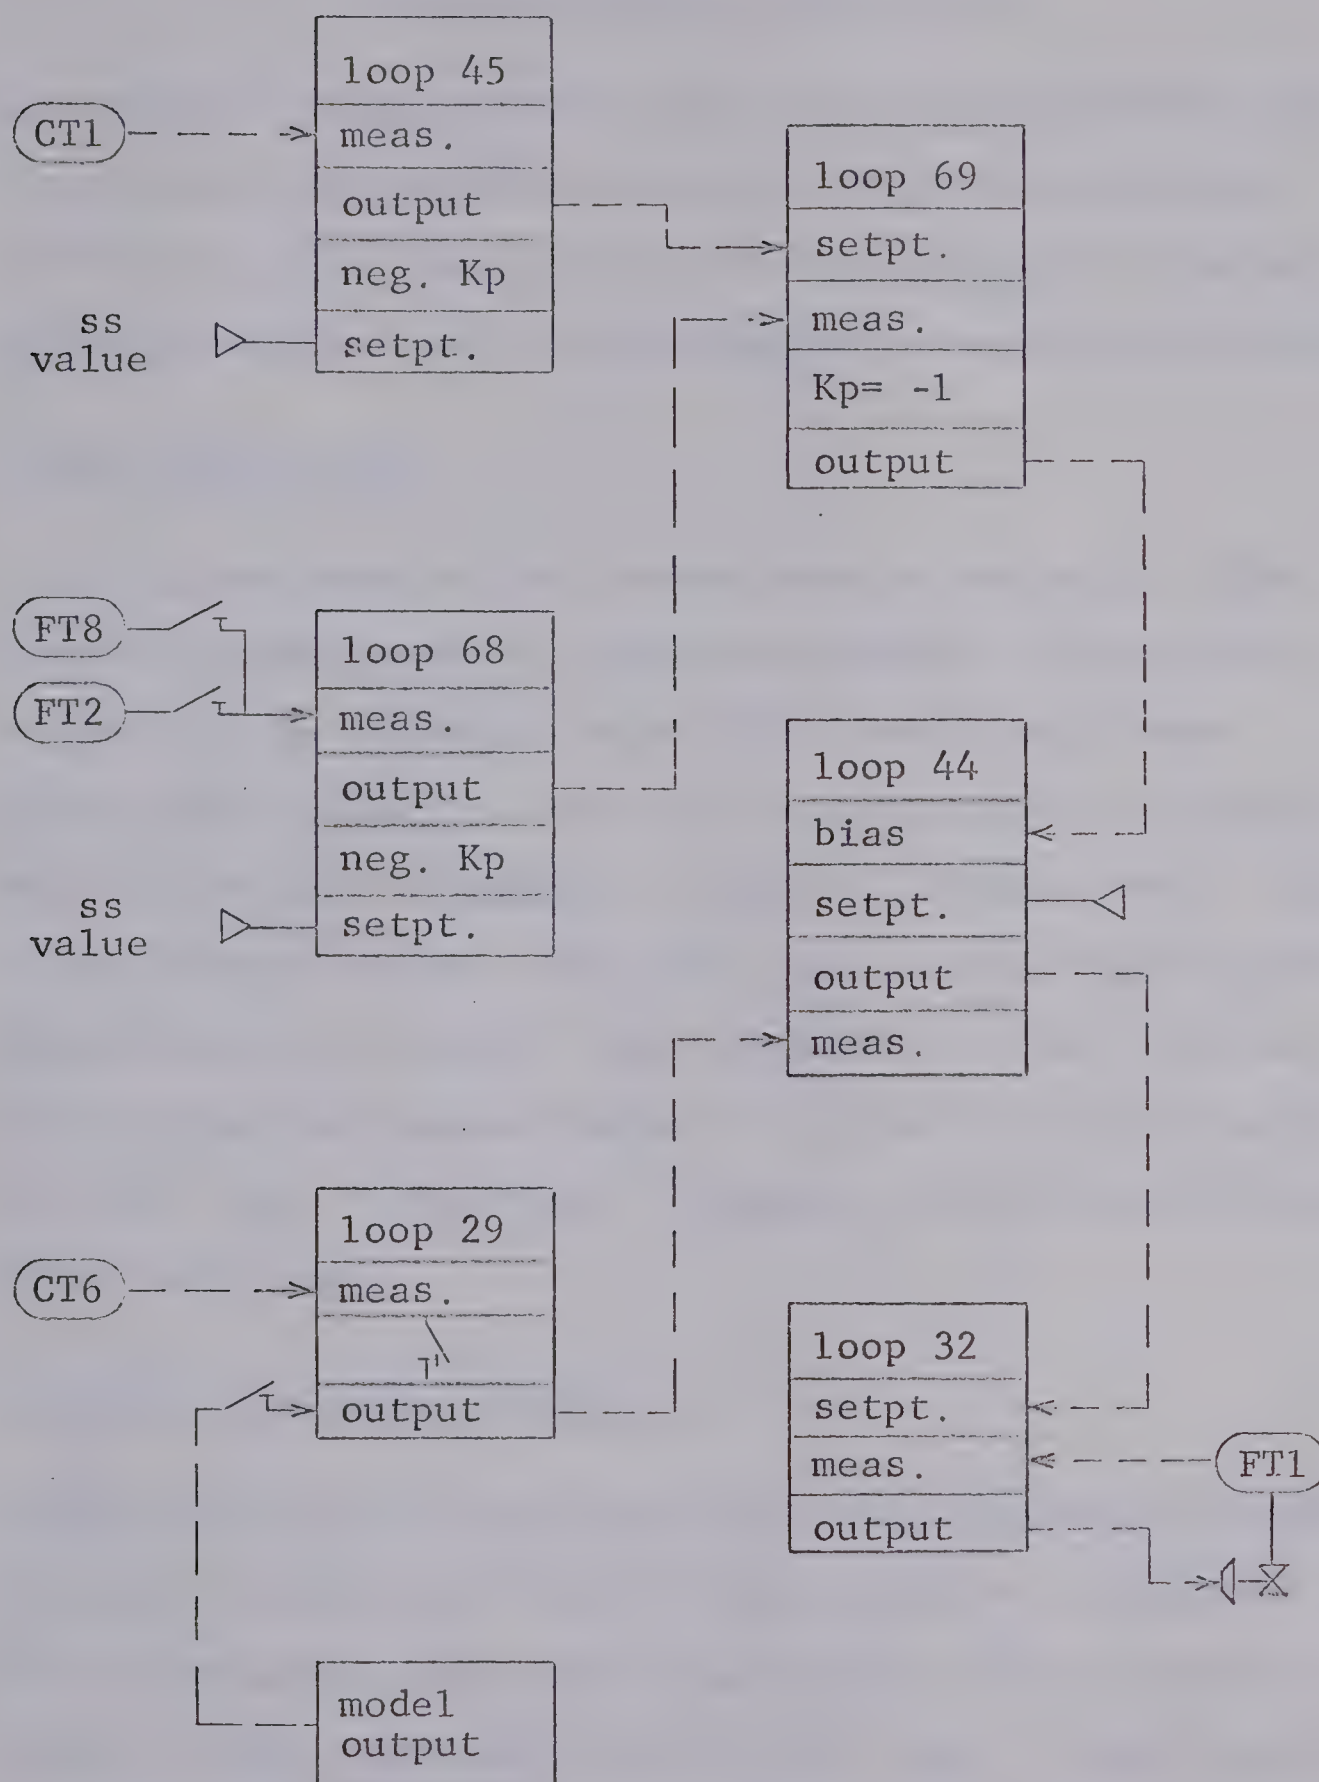 loop 45
CT1
meas.
output
neg. Kp
ss
value
setpt.
loop 69
setpt.
meas.
Kp= -1
output
FT8
FT2
T
T
loop 68
meas.
output
neg. Kp
ss
value
setpt.
loop 44
bias
setpt.
output
meas.
loop 29
CT6
meas.
T'
T
output
loop 32
setpt.
meas.
FT1
output
model
output